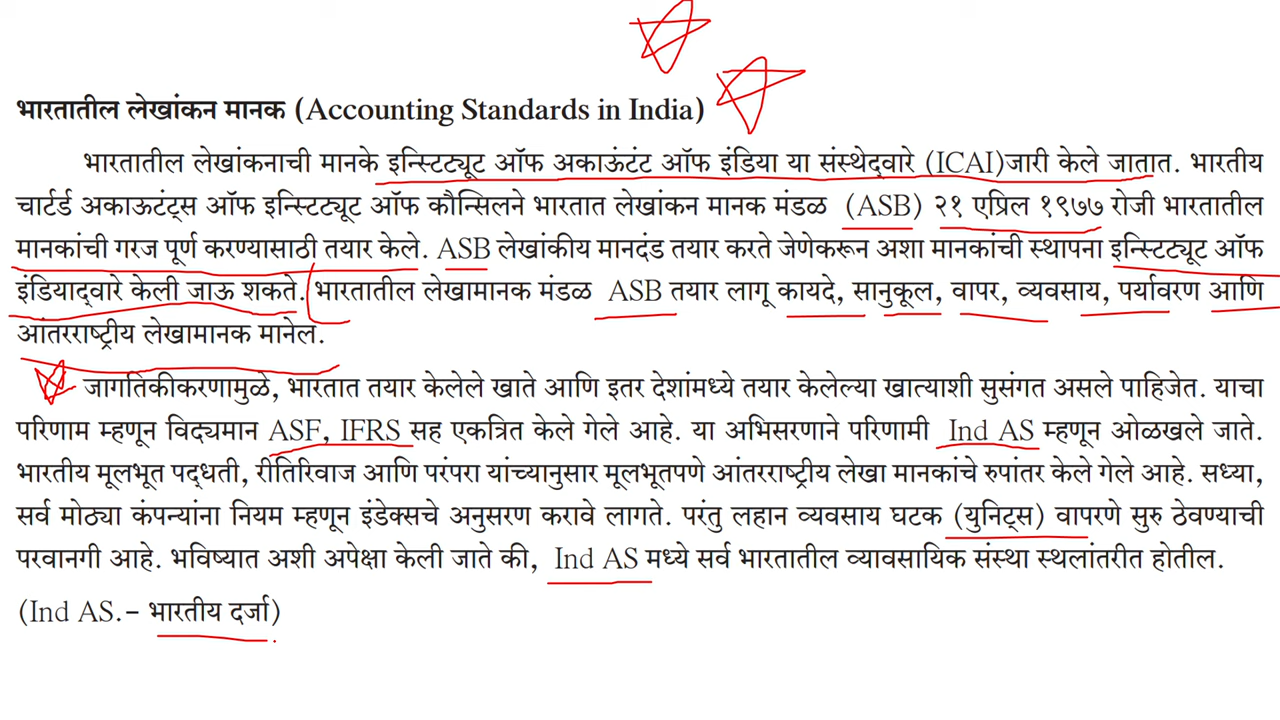 भारतातील लेखांकन मानक (Accounting Standards in India)
भारतातील लेखांकनाची मानके इन्स्टिट्यूट ऑफ अकाऊंटंट ऑफ इंडिया या संस्थेद्वारे (ICAI)जारी केले जातात. भारतीय
चार्टर्ड अकाऊटंट्स ऑफ इन्स्टिट्यूट ऑफ कौन्सिलने भारतात लेखांकन मानक मंडळ (ASB) २१ एप्रिल १९७७ रोजी भारतातील
मानकांची गरज पूर्ण करण्यासाठी तयार केले. ASB लेखांकीय मानदंड तयार करते जेणेकरून अशा मानकांची स्थापना इन्स्टिट्यूट ऑफ
इंडियाद्वारे केली जाऊ शकते. भारतातील लेखामानक मंडळ ASB तयार लागू कायदे, सानुकूल, वापर, व्यवसाय, पर्यावरण आणि
आंतरराष्ट्रीय लेखामानक मानेल.
जागतिकीकरणामुळे, भारतात तयार केलेले खाते आणि इतर देशांमध्ये तयार केलेल्या खात्याशी सुसंगत असले पाहिजेत. याचा
परिणाम म्हणून विद्यमान ASF, IFRS सह एकत्रित केले गेले आहे. या अभिसरणाने परिणामी Ind AS म्हणून ओळखले जाते.
भारतीय मूलभूत पद्धती, रीतिरिवाज आणि परंपरा यांच्यानुसार मूलभूतपणे आंतरराष्ट्रीय लेखा मानकांचे रुपांतर केले गेले आहे. सध्या,
सर्व मोठ्या कंपन्यांना नियम म्हणून इंडेक्सचे अनुसरण करावे लागते. परंतु लहान व्यवसाय घटक (युनिट्स) वापरणे सुरु ठेवण्याची
परवानगी आहे. भविष्यात अशी अपेक्षा केली जाते की, Ind AS मध्ये सर्व भारतातील व्यावसायिक संस्था स्थलांतरीत होतील.
(Ind AS.– भारतीय दर्जा)